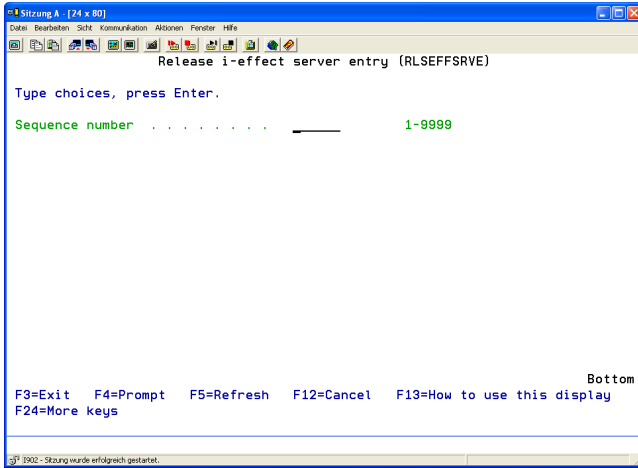 Sitzung A - [24 x 80]
Datei Bearbeiten Sicht Kommunikation Aktionen Fenster Hilfe
Release i-effect server entry (RLSEFFSRVE)
Type choices, press Enter.
Sequence number . . . . . . . . _____ 1-9999
Bottom
F3=Exit F4=Prompt F5=Refresh F12=Cancel F13=How to use this display
F24=More keys
I902 - Sitzung wurde erfolgreich gestartet.